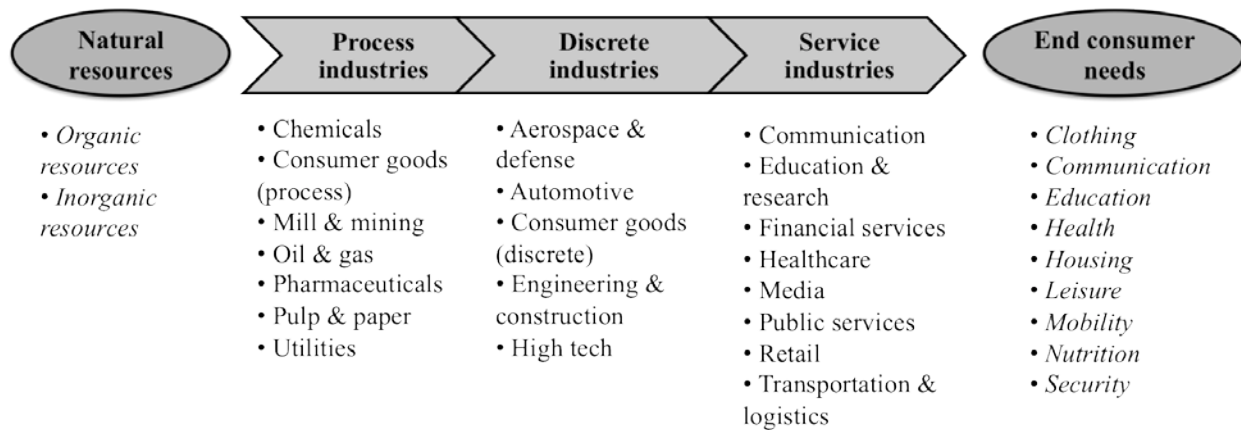 Natural
resources
Process
industries
Discrete
industries
Service
industries
End consumer
needs
• Organic
resources
• Inorganic
resources
• Chemicals
• Consumer goods
(process)
• Mill & mining
• Oil & gas
• Pharmaceuticals
• Pulp & paper
• Utilities
• Aerospace &
defense
• Automotive
• Consumer goods
(discrete)
• Engineering &
construction
• High tech
• Communication
• Education &
research
• Financial services
• Healthcare
• Media
• Public services
• Retail
• Transportation &
logistics
• Clothing
• Communication
• Education
• Health
• Housing
• Leisure
• Mobility
• Nutrition
• Security